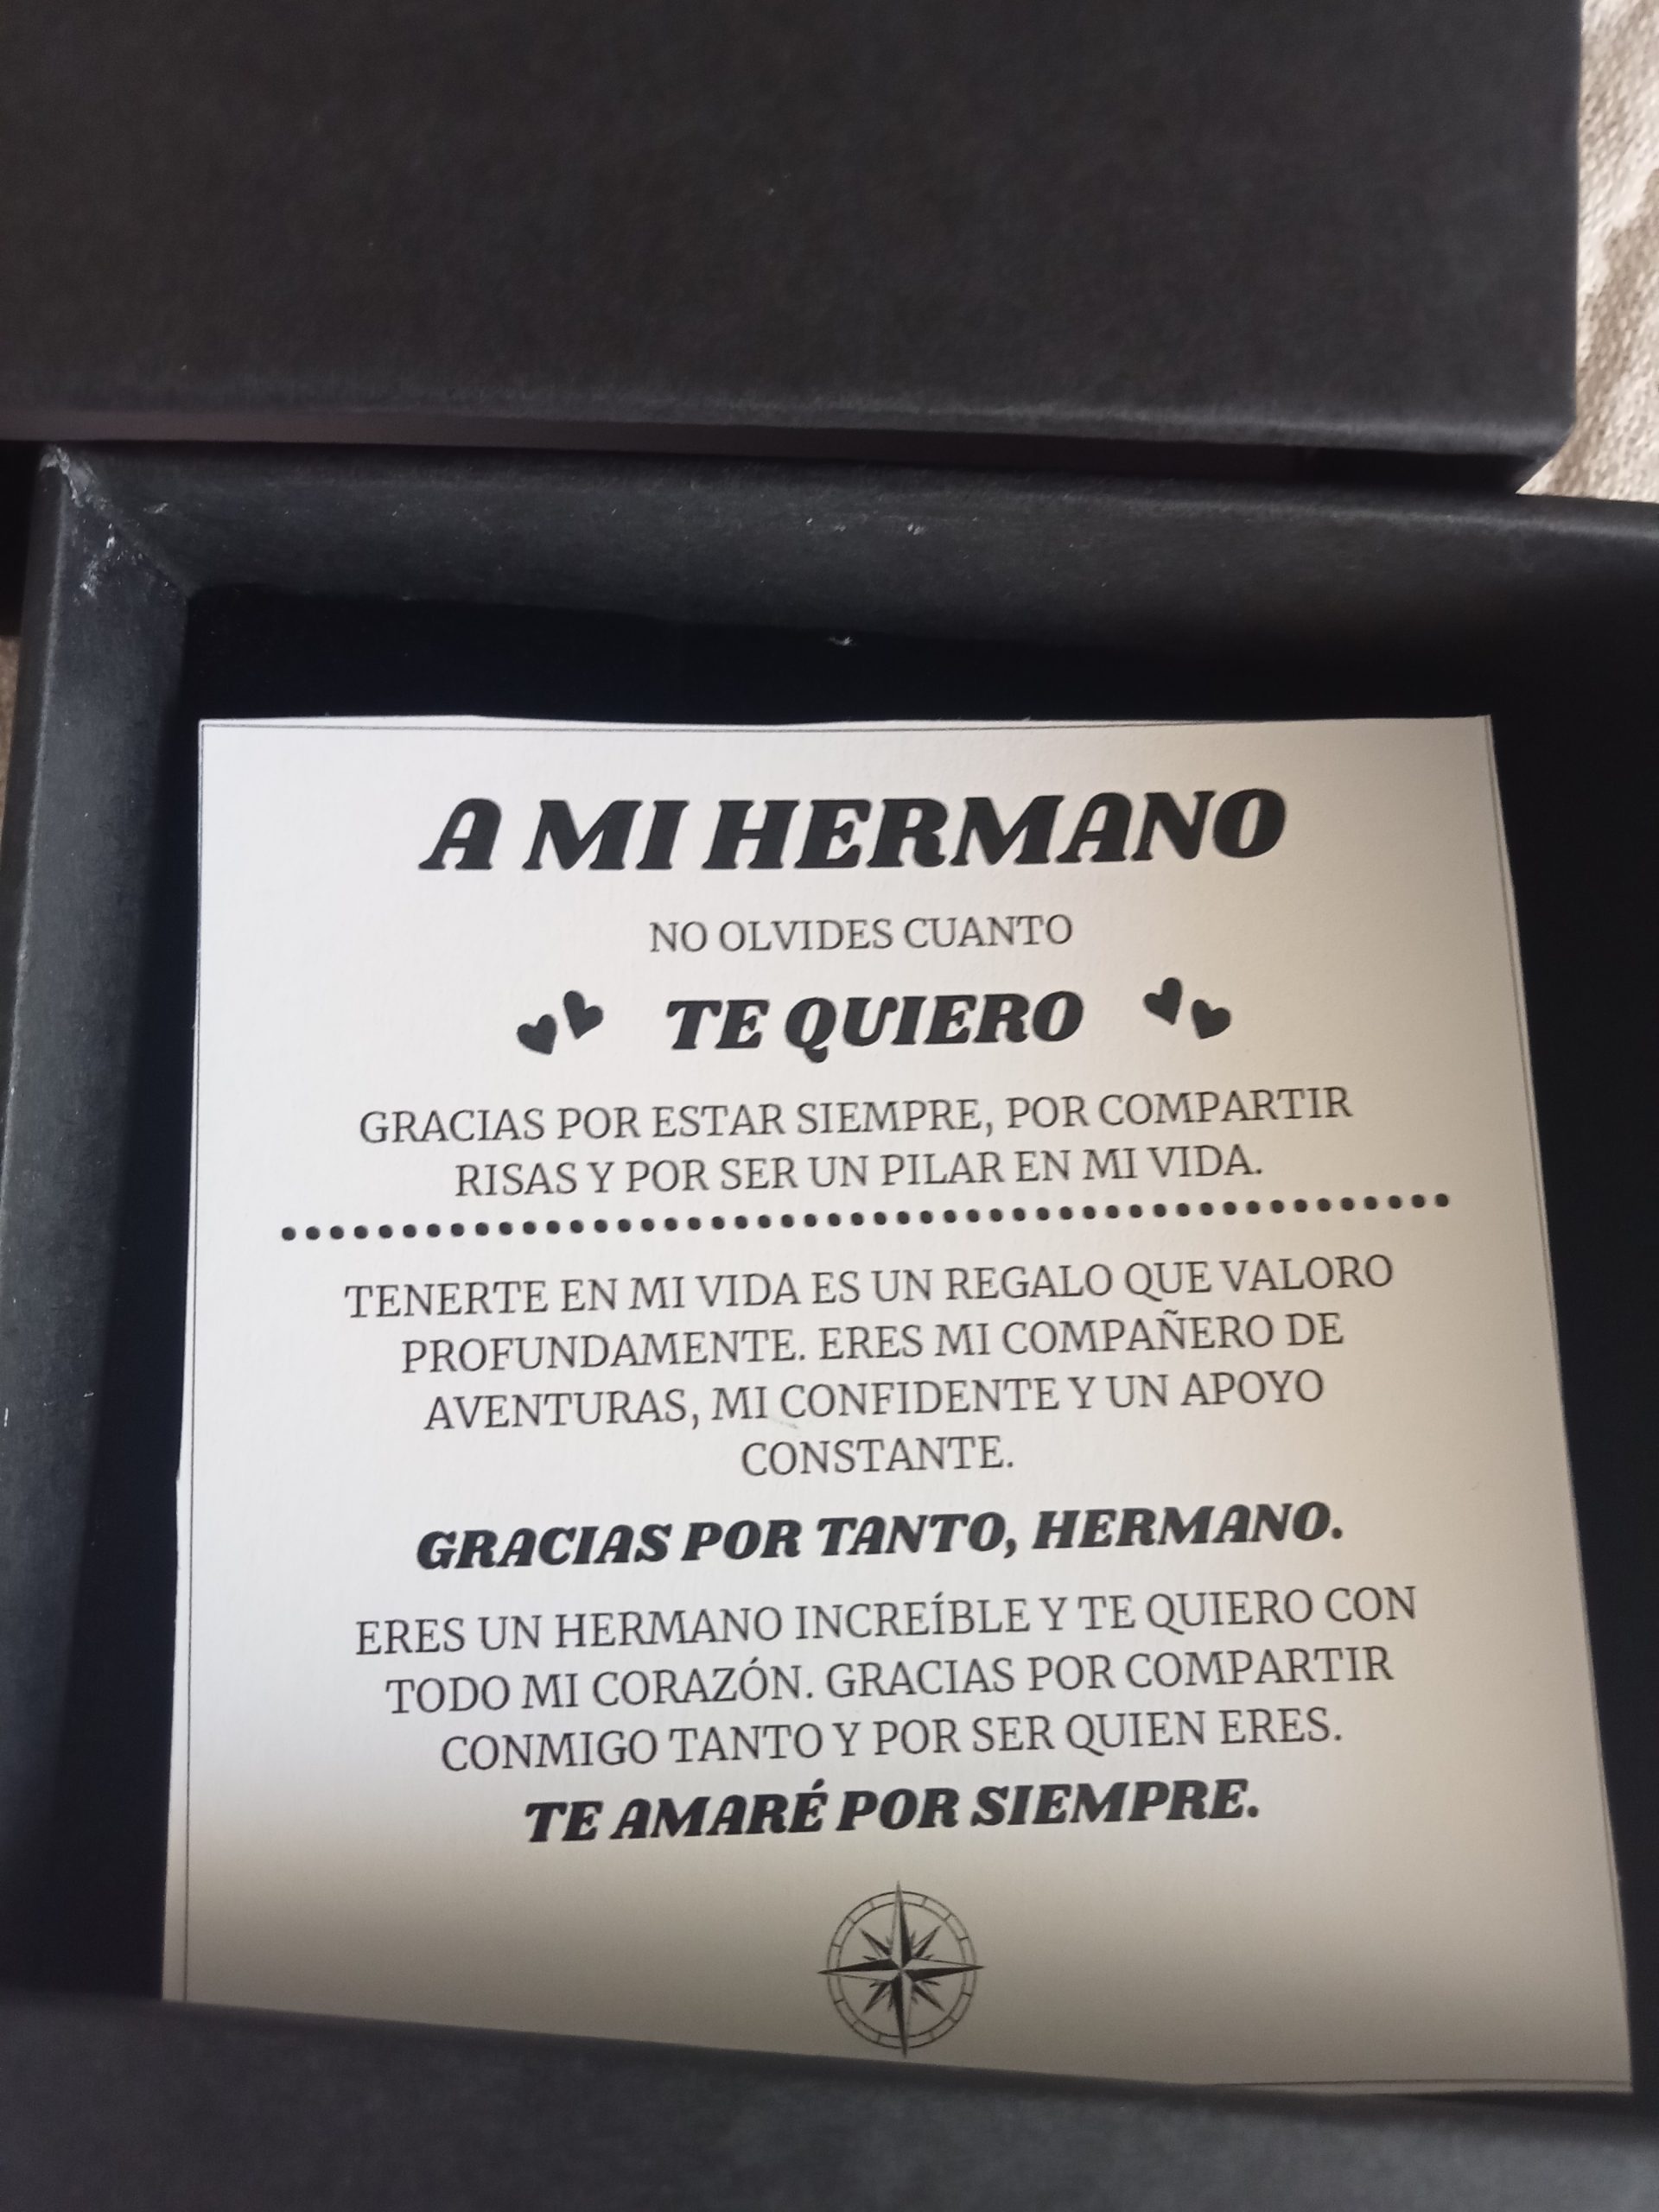 A MI HERMANO
NO OLVIDES CUANTO
TE QUIERO
GRACIAS POR ESTAR SIEMPRE, POR COMPARTIR
RISAS Y POR SER UN PILAR EN MI VIDA.
TENERTE EN MI VIDA ES UN REGALO QUE VALORO
PROFUNDAMENTE. ERES MI COMPAÑERO DE
AVENTURAS, MI CONFIDENTE Y UN APOYO
CONSTANTE.
GRACIAS POR TANTO, HERMANO.
ERES UN HERMANO INCREÍBLE Y TE QUIERO CON
TODO MI CORAZÓN. GRACIAS POR COMPARTIR
CONMIGO TANTO Y POR SER QUIEN ERES.
TE AMARÉ POR SIEMPRE.